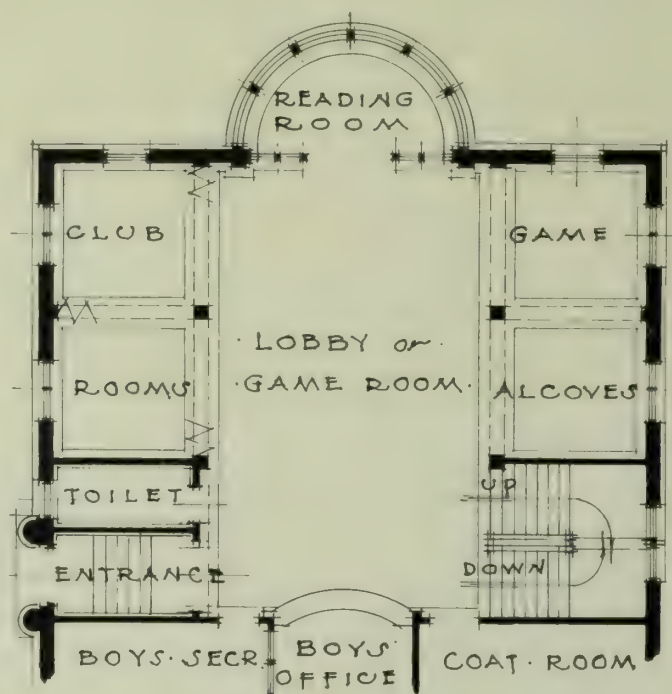 READING
ROOM
CLUB
GAME
· LOBBY or
· GAME ROOM ·
ROOMS
ALCOVES
TOILET
UP
ENTRANCE
DOWN
BOYS · SECR.
BOYS'
OFFICE
COAT · ROOM